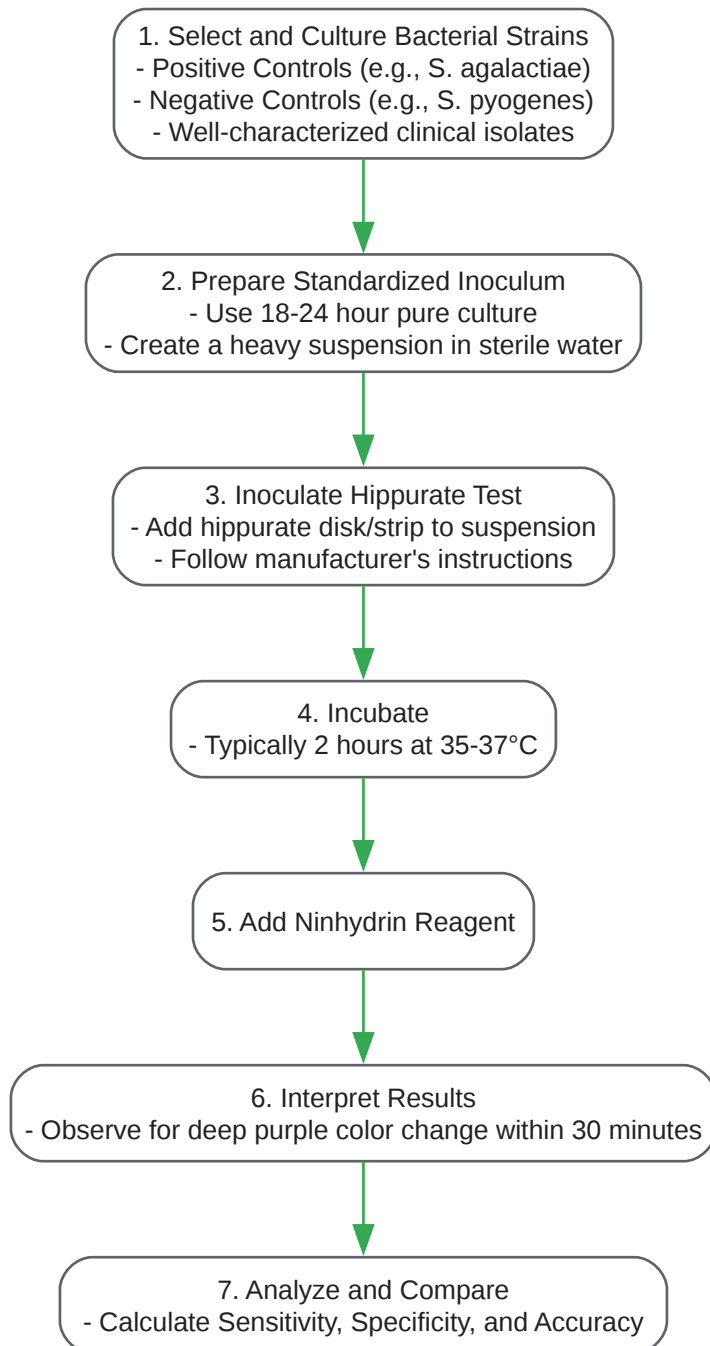 1. Select and Culture Bacterial Strains
- Positive Controls (e.g., S. agalactiae)
- Negative Controls (e.g., S. pyogenes)
- Well-characterized clinical isolates
2. Prepare Standardized Inoculum
- Use 18-24 hour pure culture
- Create a heavy suspension in sterile water
3. Inoculate Hippurate Test
- Add hippurate disk/strip to suspension
- Follow manufacturer's instructions
4. Incubate
- Typically 2 hours at 35-37°C
5. Add Ninhydrin Reagent
6. Interpret Results
- Observe for deep purple color change within 30 minutes
7. Analyze and Compare
- Calculate Sensitivity, Specificity, and Accuracy